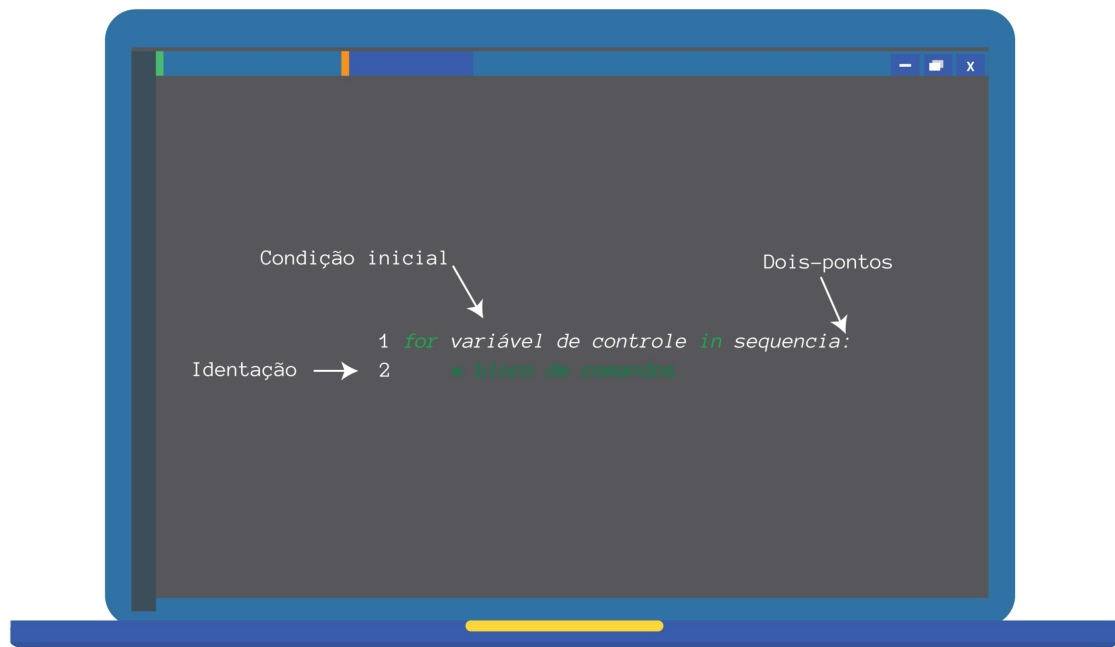 X
Condição inicial
Dois-pontos
1 for variável de controle in sequencia:
Identação
2 # bloco de comandos